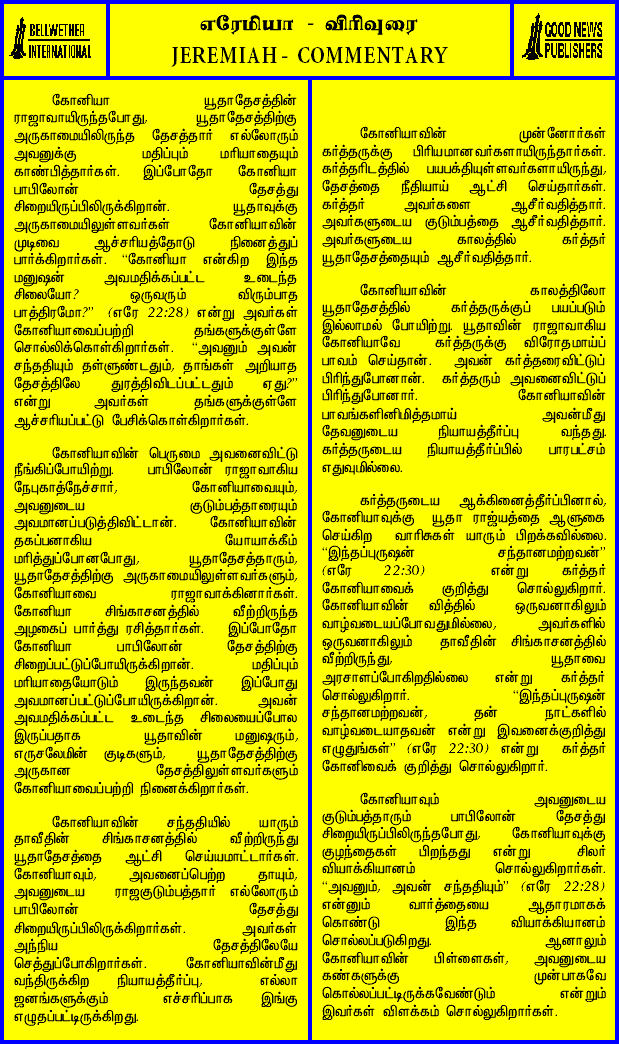 BELLWETHER
INTERNATIONAL
எரேமியா - விரிவுரை
JEREMIAH - COMMENTARY
GOOD NEWS
PUBLISHERS
கோனியா யூதாதேசத்தின்
ராஜாவாயிருந்தபோது, யூதாதேசத்திற்கு
அருகாமையிலிருந்த தேசத்தார் எல்லோரும்
அவனுக்கு மதிப்பும் மரியாதையும்
காண்பித்தார்கள். இப்போதோ கோனியா
பாபிலோன் தேசத்து
சிறையிருப்பிலிருக்கிறான். யூதாவுக்கு
அருகாமையிலுள்ளவர்கள் கோனியாவின்
முடிவை ஆச்சரியத்தோடு நினைத்துப்
பார்க்கிறார்கள். “கோனியா என்கிற இந்த
மனுஷன் அவமதிக்கப்பட்ட உடைந்த
சிலையோ? ஒருவரும் விரும்பாத
பாத்திரமோ?” (எரே 22:28) என்று அவர்கள்
கோனியாவைப்பற்றி தங்களுக்குள்ளே
சொல்லிக்கொள்கிறார்கள். “அவனும் அவன்
சந்ததியும் தள்ளுண்டதும், தாங்கள் அறியாத
தேசத்திலே துரத்திவிடப்பட்டதும் ஏது?”
என்று அவர்கள் தங்களுக்குள்ளே
ஆச்சரியப்பட்டு பேசிக்கொள்கிறார்கள்.
கோனியாவின் பெருமை அவனைவிட்டு
நீங்கிப்போயிற்று. பாபிலோன் ராஜாவாகிய
நேபுகாத்நேச்சார், கோனியாவையும்,
அவனுடைய குடும்பத்தாரையும்
அவமானப்படுத்திவிட்டான். கோனியாவின்
தகப்பனாகிய யோயாக்கீம்
மரித்துப்போனபோது, யூதாதேசத்தாரும்,
யூதாதேசத்திற்கு அருகாமையிலுள்ளவர்களும்,
கோனியாவை ராஜாவாக்கினார்கள்.
கோனியா சிங்காசனத்தில் வீற்றிருந்த
அழகைப் பார்த்து ரசித்தார்கள். இப்போதோ
கோனியா பாபிலோன் தேசத்திற்கு
சிறைப்பட்டுப்போயிருக்கிறான். மதிப்பும்
மரியாதையோடும் இருந்தவன் இப்போது
அவமானப்பட்டுப்போயிருக்கிறான். அவன்
அவமதிக்கப்பட்ட உடைந்த சிலையைப்போல
இருப்பதாக யூதாவின் மனுஷரும்,
எருசலேமின் குடிகளும், யூதாதேசத்திற்கு
அருகான தேசத்திலுள்ளவர்களும்
கோனியாவைப்பற்றி நினைக்கிறார்கள்.
கோனியாவின் சந்ததியில் யாரும்
தாவீதின் சிங்காசனத்தில் வீற்றிருந்து
யூதாதேசத்தை ஆட்சி செய்யமாட்டார்கள்.
கோனியாவும், அவனைப்பெற்ற தாயும்,
அவனுடைய ராஜகுடும்பத்தார் எல்லோரும்
பாபிலோன் தேசத்து
சிறையிருப்பிலிருக்கிறார்கள். அவர்கள்
அந்நிய தேசத்திலேயே
செத்துப்போகிறார்கள். கோனியாவின்மீது
வந்திருக்கிற நியாயத்தீர்ப்பு, எல்லா
ஜனங்களுக்கும் எச்சரிப்பாக இங்கு
எழுதப்பட்டிருக்கிறது.
கோனியாவின் முன்னோர்கள்
கர்த்தருக்கு பிரியமானவர்களாயிருந்தார்கள்.
கர்த்தரிடத்தில் பயபக்தியுள்ளவர்களாயிருந்து,
தேசத்தை நீதியாய் ஆட்சி செய்தார்கள்.
கர்த்தர் அவர்களை ஆசீர்வதித்தார்.
அவர்களுடைய குடும்பத்தை ஆசீர்வதித்தார்.
அவர்களுடைய காலத்தில் கர்த்தர்
யூதாதேசத்தையும் ஆசீர்வதித்தார்.
கோனியாவின் காலத்திலோ
யூதாதேசத்தில் கர்த்தருக்குப் பயப்படும்
இல்லாமல் போயிற்று. யூதாவின் ராஜாவாகிய
கோனியாவே கர்த்தருக்கு விரோதமாய்ப்
பாவம் செய்தான். அவன் கர்த்தரைவிட்டுப்
பிரிந்துபோனான். கர்த்தரும் அவனைவிட்டுப்
பிரிந்துபோனார். கோனியாவின்
பாவங்களினிமித்தமாய் அவன்மீது
தேவனுடைய நியாயத்தீர்ப்பு வந்தது.
கர்த்தருடைய நியாயத்தீர்ப்பில் பாரபட்சம்
எதுவுமில்லை.
கர்த்தருடைய ஆக்கினைத்தீர்ப்பினால்,
கோனியாவுக்கு யூதா ராஜ்யத்தை ஆளுகை
செய்கிற வாரிசுகள் யாரும் பிறக்கவில்லை.
“இந்தப்புருஷன் சந்தானமற்றவன்”
(எரே 22:30) என்று கர்த்தர்
கோனியாவைக் குறித்து சொல்லுகிறார்.
கோனியாவின் வித்தில் ஒருவனாகிலும்
வாழ்வடையப்போவதுமில்லை, அவர்களில்
ஒருவனாகிலும் தாவீதின் சிங்காசனத்தில்
வீற்றிருந்து, யூதாவை
அரசாளப்போகிறதில்லை என்று கர்த்தர்
சொல்லுகிறார். “இந்தப்புருஷன்
சந்தானமற்றவன், தன் நாட்களில்
வாழ்வடையாதவன் என்று இவனைக்குறித்து
எழுதுங்கள்” (எரே 22:30) என்று கர்த்தர்
கோனிவைக் குறித்து சொல்லுகிறார்.
கோனியாவும் அவனுடைய
குடும்பத்தாரும் பாபிலோன் தேசத்து
சிறையிருப்பிலிருந்தபோது, கோனியாவுக்கு
குழந்தைகள் பிறந்தது என்று சிலர்
வியாக்கியானம் சொல்லுகிறார்கள்.
“அவனும், அவன் சந்ததியும்” (எரே 22:28)
என்னும் வார்த்தையை ஆதாரமாகக்
கொண்டு இந்த வியாக்கியானம்
சொல்லப்படுகிறது. ஆனாலும்
கோனியாவின் பிள்ளைகள், அவனுடைய
கண்களுக்கு முன்பாகவே
கொல்லப்பட்டிருக்கவேண்டும் என்றும்
இவர்கள் விளக்கம் சொல்லுகிறார்கள்.